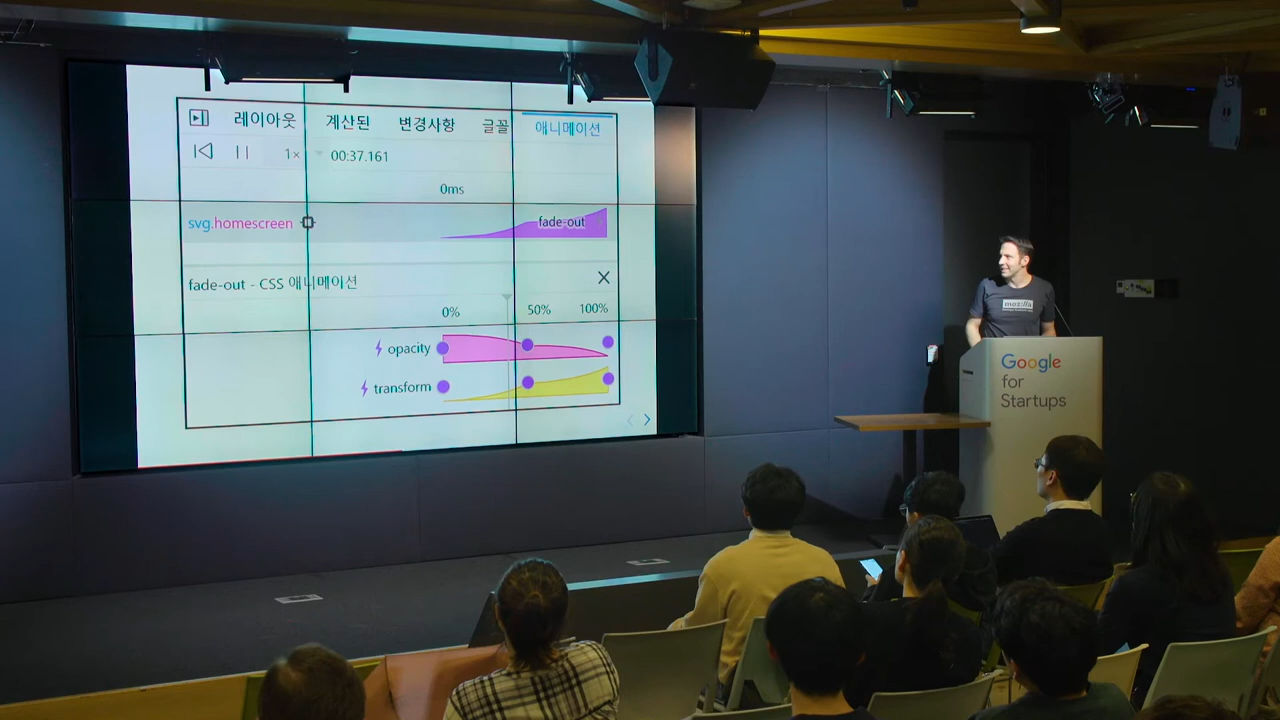 레이아웃 계산된 변경사항 글꼴 애니메이션
1× 00:37.161
0ms
svg.homescreen fade-out
fade-out - CSS 애니메이션
0% 50% 100%
opacity
transform
moz://a
Google
for
Startups